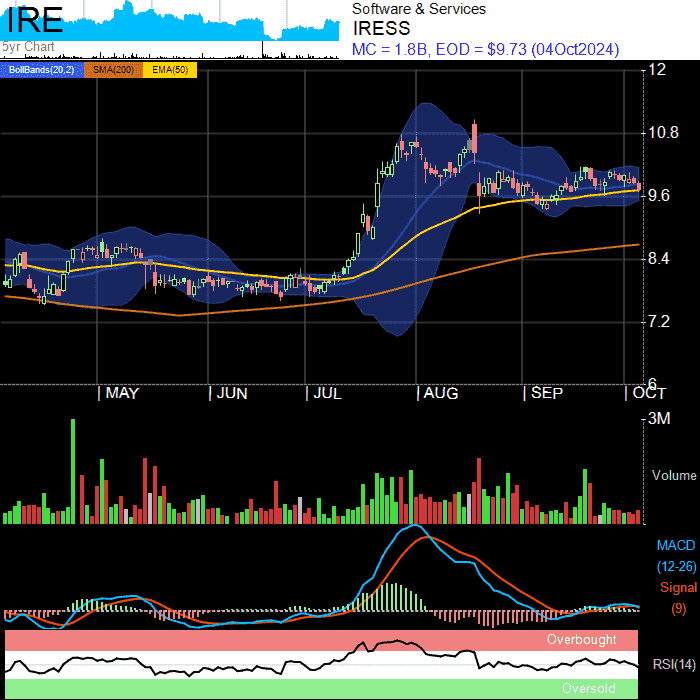 IRE
Software & Services
IRESS
MC = 1.8B, EOD = $9.73 (04Oct2024)
5yr Chart
BollBands(20,2) SMA(200) EMA(50)
12
10.8
9.6
8.4
7.2
6
MAY JUN JUL AUG SEP OCT
3M
Volume
MACD
(12-26)
Signal
(9)
Overbought
RSI(14)
Oversold